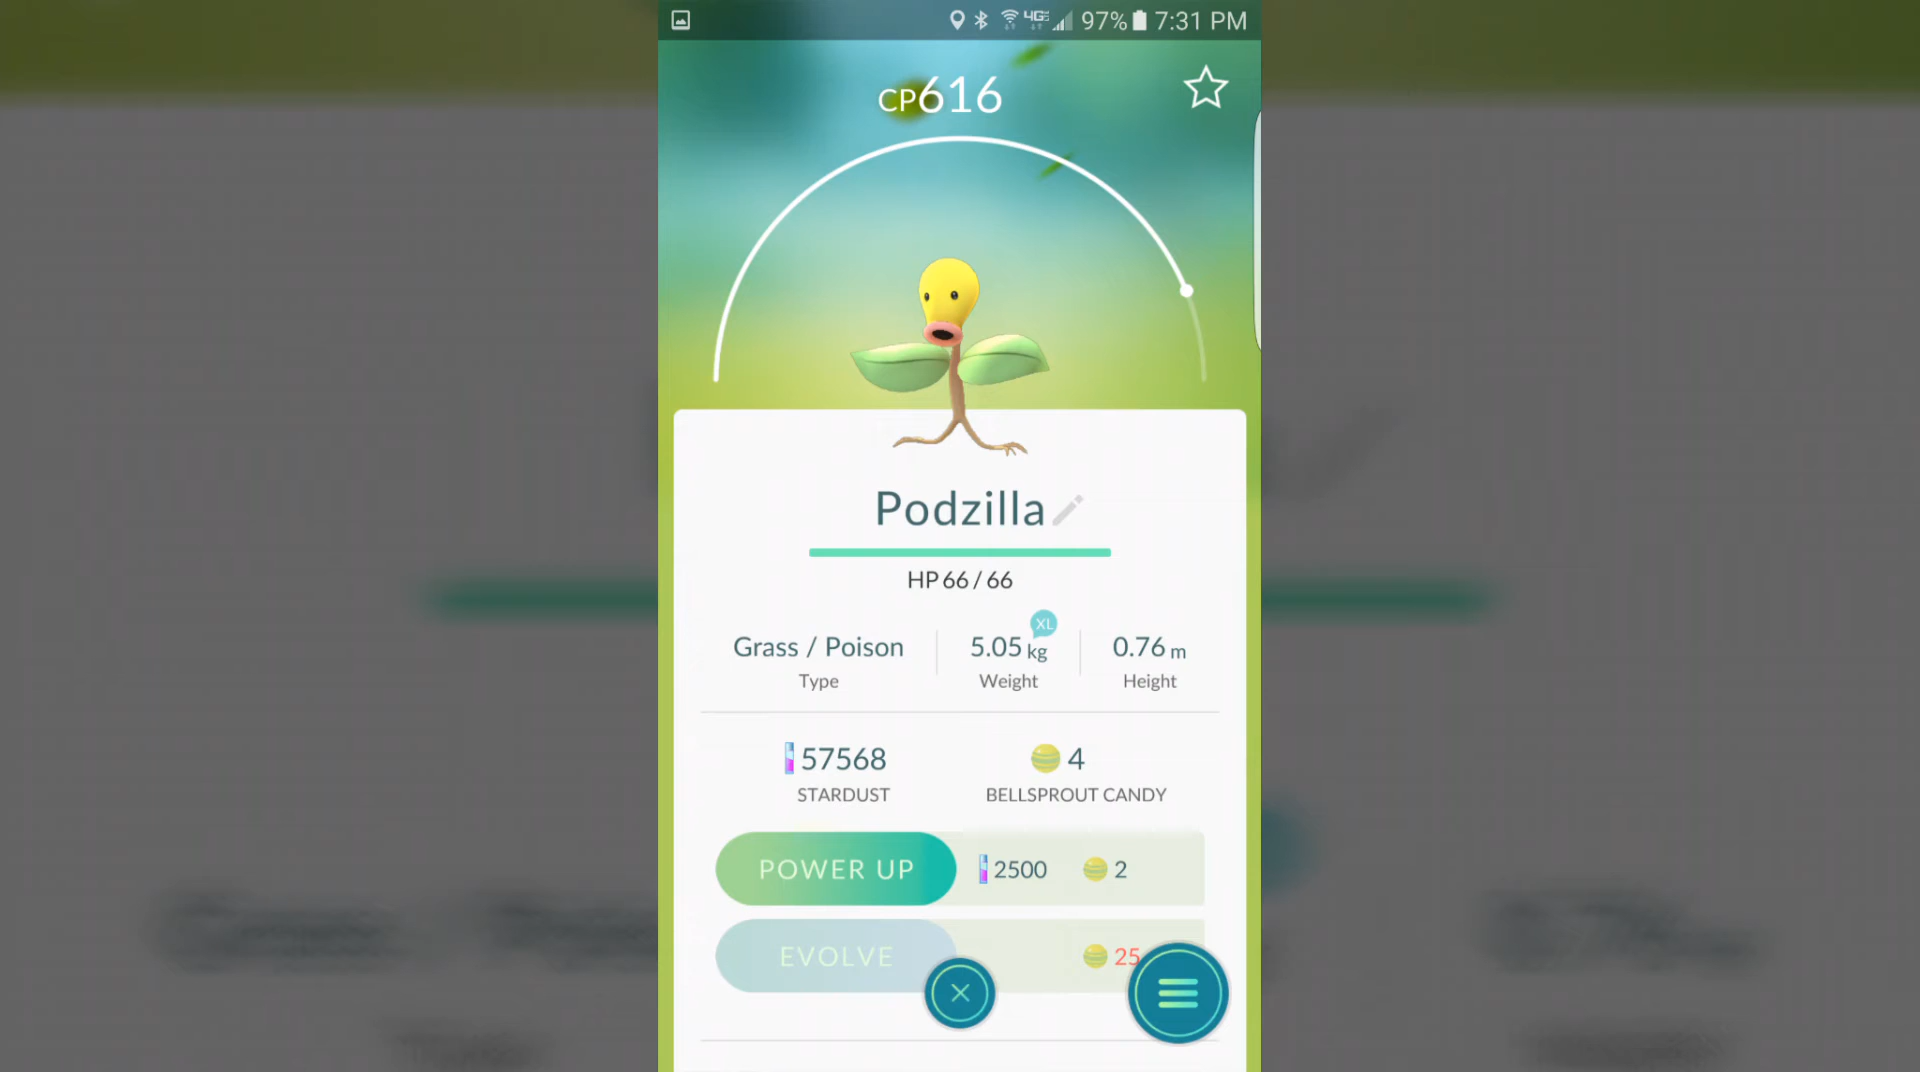 4G 97% 7:31 PM
CP616
Podzilla
HP 66 / 66
XL
Grass / Poison 5.05 kg 0.76 m
Type Weight Height
57568 4
STARDUST BELLSPROUT CANDY
POWER UP 2500 2
EVOLVE 25